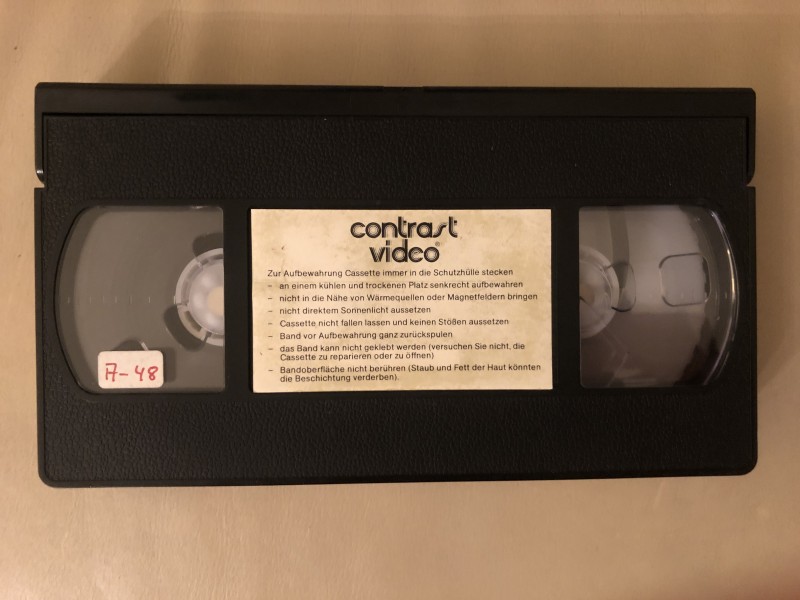 contrast
video®
Zur Aufbewahrung Cassette immer in die Schutzhülle stecken
– an einem kühlen und trockenen Platz senkrecht aufbewahren
– nicht in die Nähe von Wärmequellen oder Magnetfeldern bringen
– nicht direktem Sonnenlicht aussetzen
– Cassette nicht fallen lassen und keinen Stößen aussetzen
– Band vor Aufbewahrung ganz zurückspulen
– das Band kann nicht geklebt werden (versuchen Sie nicht, die
Cassette zu reparieren oder zu öffnen)
– Bandoberfläche nicht berühren (Staub und Fett der Haut könnten
die Beschichtung verderben).
A-48